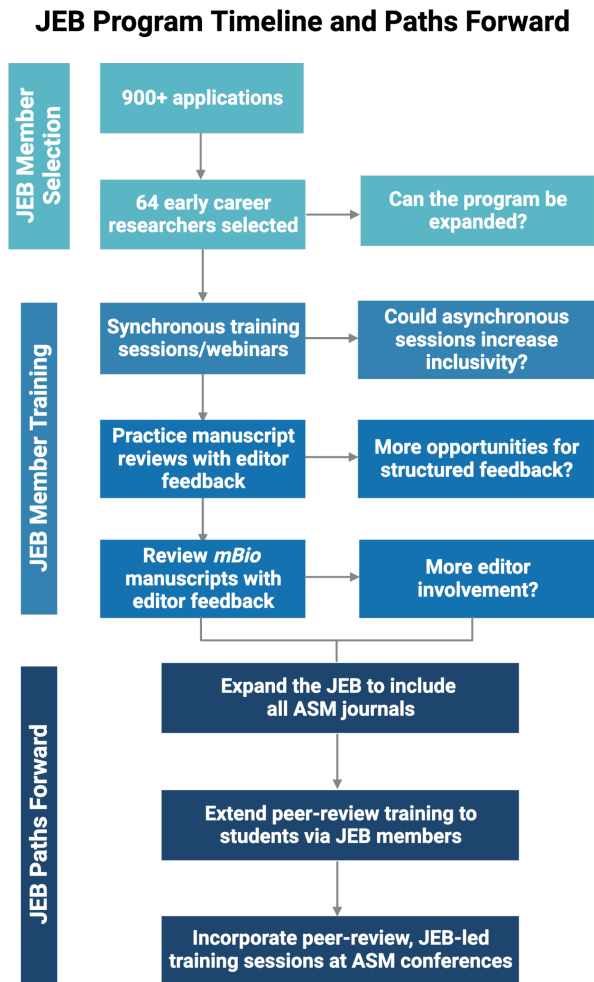 JEB Program Timeline and Paths Forward
JEB Member
Selection
900+ applications
64 early career
researchers selected
Can the program be
expanded?
JEB Member Training
Synchronous training
sessions/webinars
Could asynchronous
sessions increase
inclusivity?
Practice manuscript
reviews with editor
feedback
More opportunities for
structured feedback?
Review mBio
manuscripts with
editor feedback
More editor
involvement?
JEB Paths Forward
Expand the JEB to include
all ASM journals
Extend peer-review training to
students via JEB members
Incorporate peer-review, JEB-led
training sessions at ASM conferences